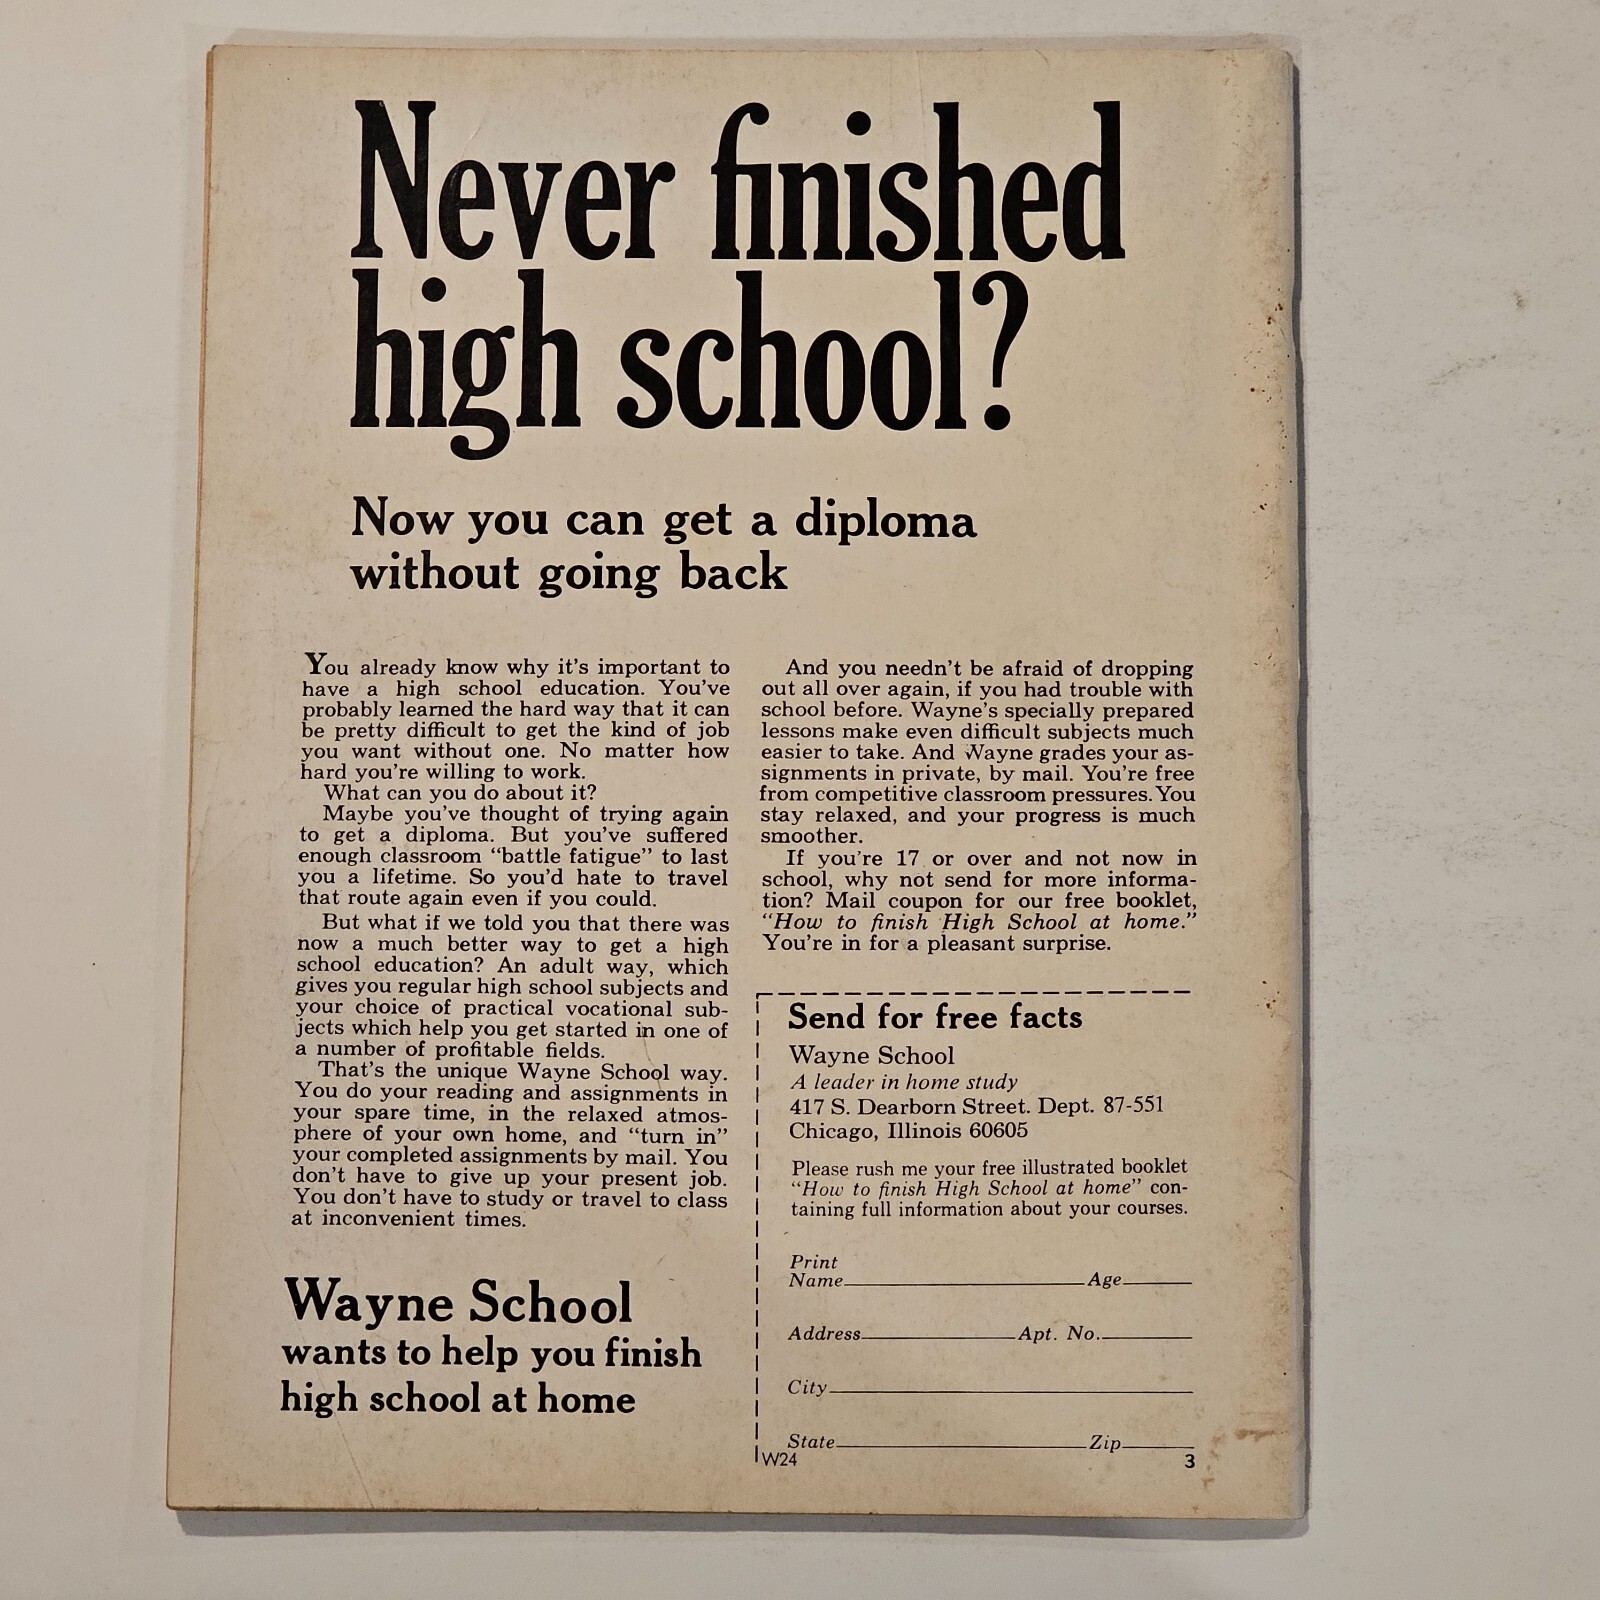 Never finished
high school?
Now you can get a diploma
without going back
You already know why it's important to
have a high school education. You've
probably learned the hard way that it can
be pretty difficult to get the kind of job
you want without one. No matter how
hard you're willing to work.
What can you do about it?
Maybe you've thought of trying again
to get a diploma. But you've suffered
enough classroom "battle fatigue" to last
you a lifetime. So you'd hate to travel
that route again even if you could.
But what if we told you that there was
now a much better way to get a high
school education? An adult way, which
gives you regular high school subjects and
your choice of practical vocational sub-
jects which help you get started in one of
a number of profitable fields.
That's the unique Wayne School way.
You do your reading and assignments in
your spare time, in the relaxed atmos-
phere of your own home, and "turn in"
your completed assignments by mail. You
don't have to give up your present job.
You don't have to study or travel to class
at inconvenient times.
Wayne School
wants to help you finish
high school at home
And you needn't be afraid of dropping
out all over again, if you had trouble with
school before. Wayne's specially prepared
lessons make even difficult subjects much
easier to take. And Wayne grades your as-
signments in private, by mail. You're free
from competitive classroom pressures. You
stay relaxed, and your progress is much
smoother.
If you're 17 or over and not now in
school, why not send for more informa-
tion? Mail coupon for our free booklet,
"How to finish High School at home."
You're in for a pleasant surprise.
Send for free facts
Wayne School
A leader in home study
417 S. Dearborn Street. Dept. 87-551
Chicago, Illinois 60605
Please rush me your free illustrated booklet
"How to finish High School at home" con-
taining full information about your courses.
Print
Name Age
Address Apt. No.
City
State Zip
W24 3